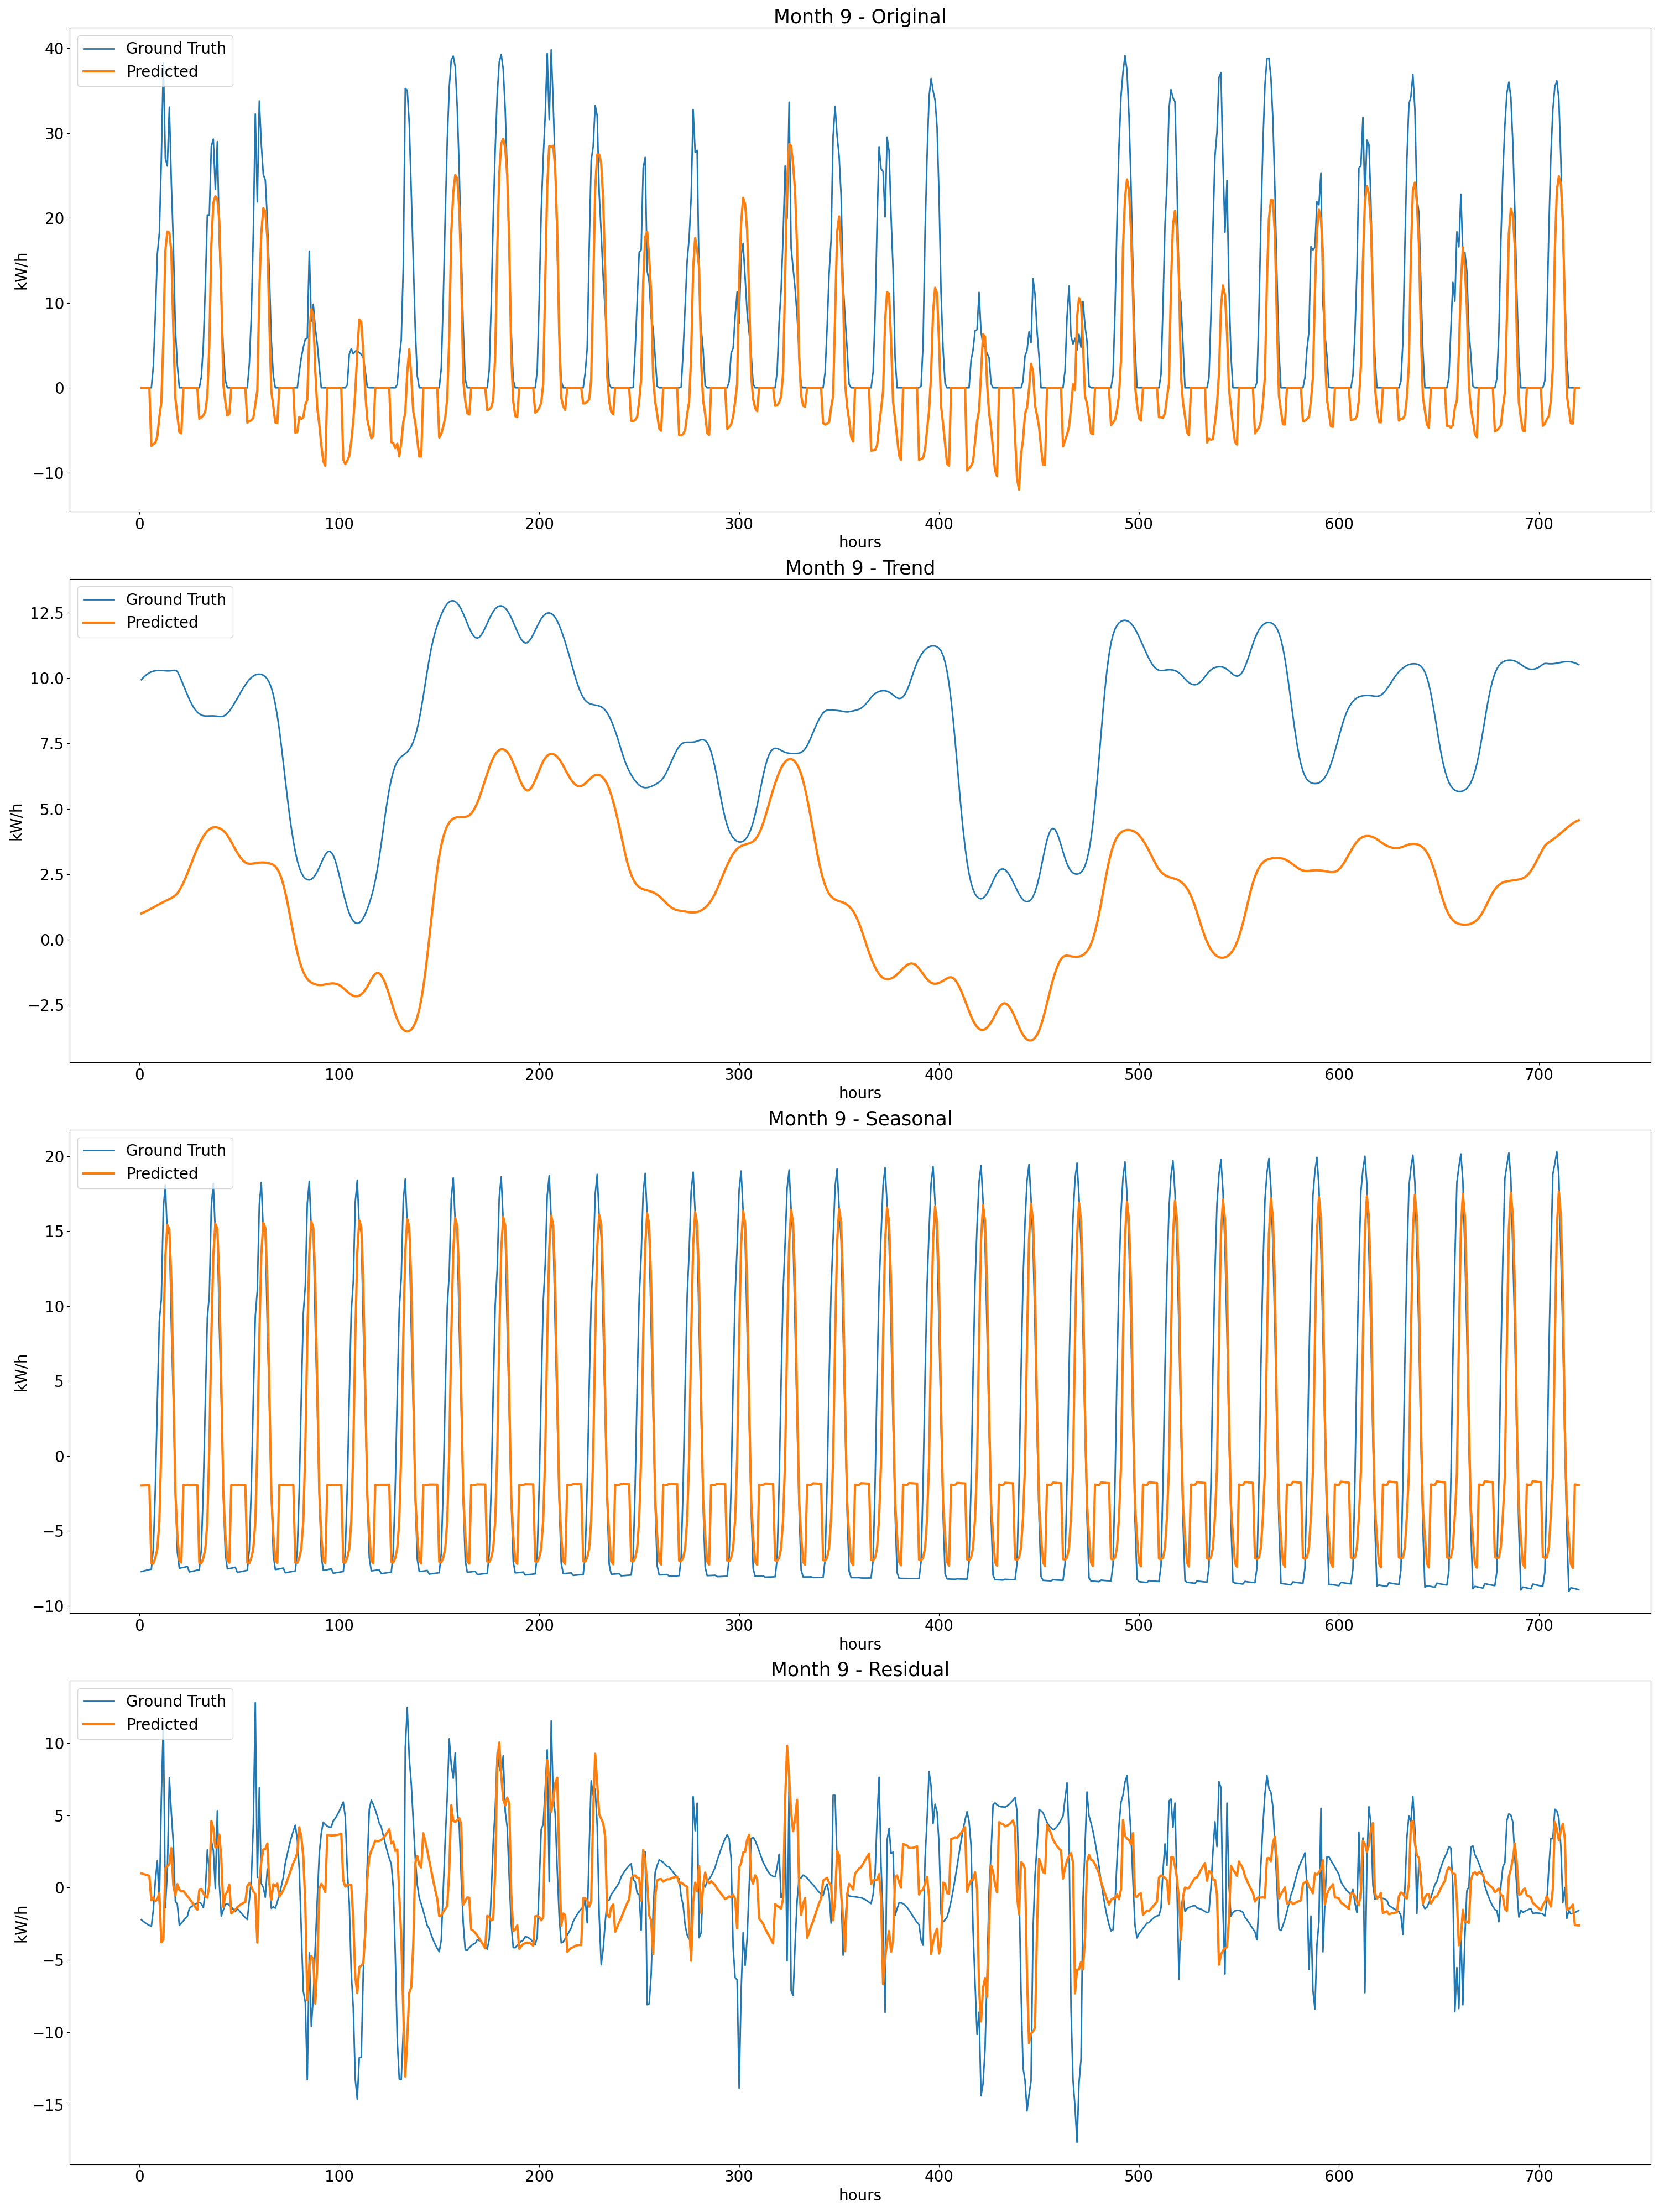 Month 9 - Original
Ground Truth
Predicted
40
30
20
10
0
−10
kW/h
0 100 200 300 400 500 600 700
hours
Month 9 - Trend
Ground Truth
Predicted
12.5
10.0
7.5
5.0
2.5
0.0
−2.5
kW/h
0 100 200 300 400 500 600 700
hours
Month 9 - Seasonal
Ground Truth
Predicted
20
15
10
5
0
−5
−10
kW/h
0 100 200 300 400 500 600 700
hours
Month 9 - Residual
Ground Truth
Predicted
10
5
0
−5
−10
−15
kW/h
0 100 200 300 400 500 600 700
hours